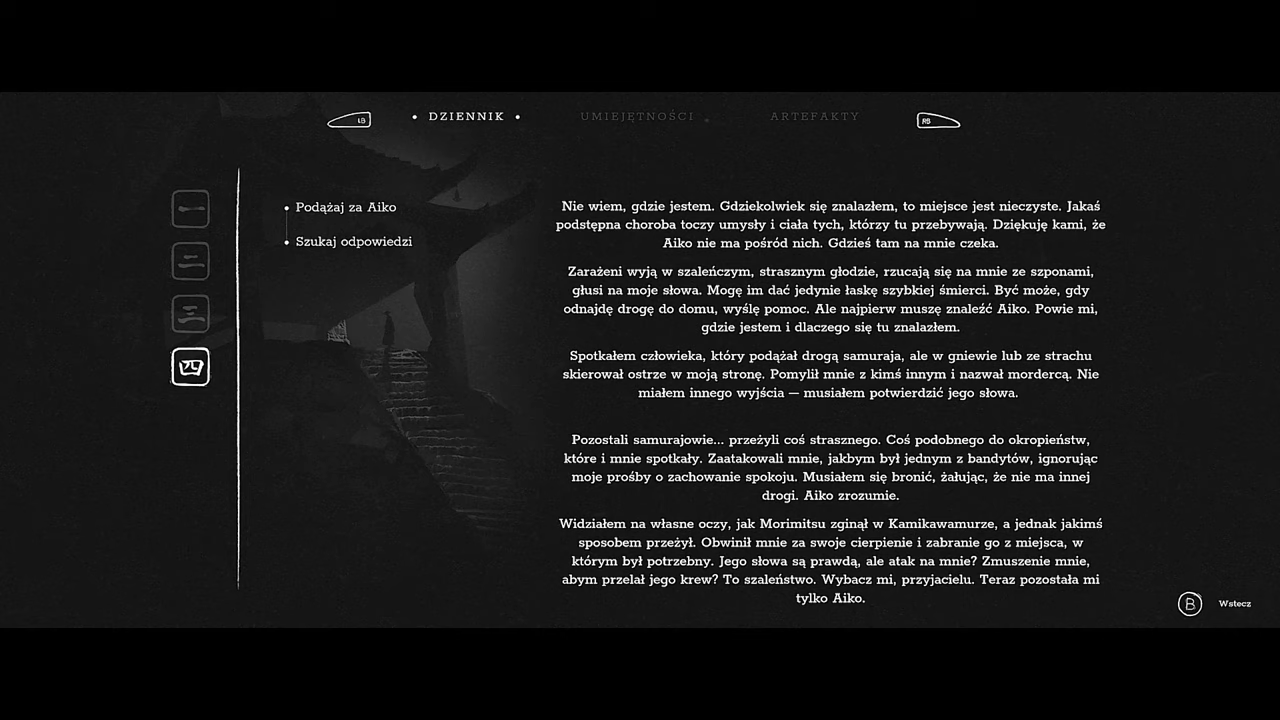 LB
• DZIENNIK •
UMIEJĘTNOŚCI
ARTEFAKTY
RB
一
二
三
四
• Podążaj za Aiko
• Szukaj odpowiedzi
Nie wiem, gdzie jestem. Gdziekolwiek się znalazłem, to miejsce jest nieczyste. Jakaś
podstępna choroba toczy umysły i ciała tych, którzy tu przebywają. Dziękuję kami, że
Aiko nie ma pośród nich. Gdzieś tam na mnie czeka.
Zarażeni wyją w szaleńczym, strasznym głodzie, rzucają się na mnie ze szponami,
głusi na moje słowa. Mogę im dać jedynie łaskę szybkiej śmierci. Być może, gdy
odnajdę drogę do domu, wyślę pomoc. Ale najpierw muszę znaleźć Aiko. Powie mi,
gdzie jestem i dlaczego się tu znalazłem.
Spotkałem człowieka, który podążał drogą samuraja, ale w gniewie lub ze strachu
skierował ostrze w moją stronę. Pomylił mnie z kimś innym i nazwał mordercą. Nie
miałem innego wyjścia — musiałem potwierdzić jego słowa.
Pozostali samurajowie... przeżyli coś strasznego. Coś podobnego do okropieństw,
które i mnie spotkały. Zaatakowali mnie, jakbym był jednym z bandytów, ignorując
moje prośby o zachowanie spokoju. Musiałem się bronić, żałując, że nie ma innej
drogi. Aiko zrozumie.
Widziałem na własne oczy, jak Morimitsu zginął w Kamikawamurze, a jednak jakimś
sposobem przeżył. Obwinił mnie za swoje cierpienie i zabranie go z miejsca, w
którym był potrzebny. Jego słowa są prawdą, ale atak na mnie? Zmuszenie mnie,
abym przelał jego krew? To szaleństwo. Wybacz mi, przyjacielu. Teraz pozostała mi
tylko Aiko.
B Wstecz